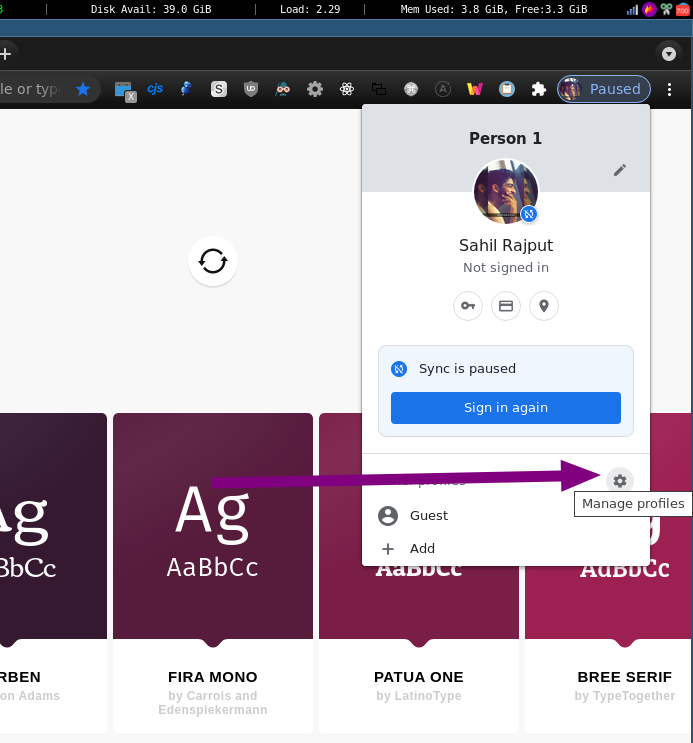 Disk Avail: 39.0 GiB | Load: 2.29 | Mem Used: 3.8 GiB, Free:3.3 GiB
700
le or typ
X
cjs
S
UD
A
Paused
Person 1
Sahil Rajput
Not signed in
Sync is paused
Sign in again
profiles
Manage profiles
Guest
Add
Ag
Ag
BbCc
AaBbCc
AaBbCc
AaBbCc
RBEN
FIRA MONO
PATUA ONE
BREE SERIF
on Adams
by Carrois and
Edenspiekermann
by LatinoType
by TypeTogether